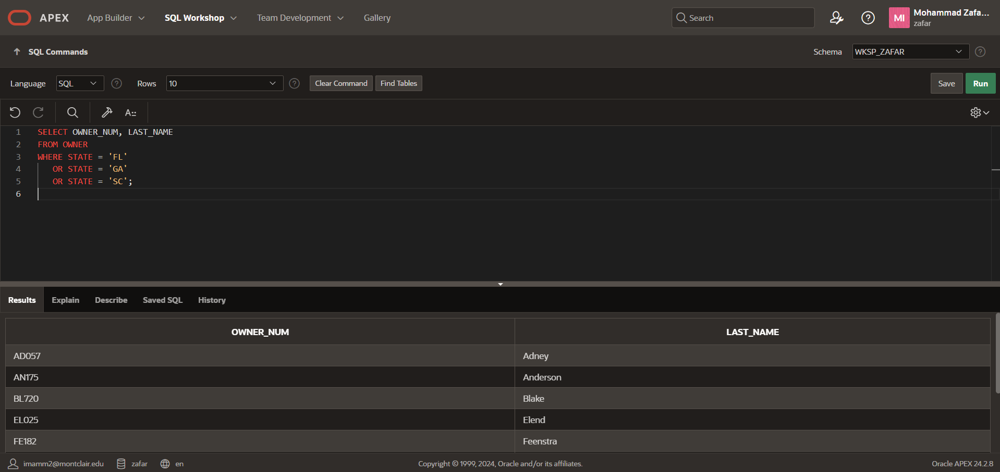 APEX App Builder SQL Workshop Team Development Gallery Search MI Mohammad Zafa...
zafar
SQL Commands Schema WKSP_ZAFAR
Language SQL Rows 10 Clear Command Find Tables Save Run
1 SELECT OWNER_NUM, LAST_NAME
2 FROM OWNER
3 WHERE STATE = 'FL'
4 OR STATE = 'GA'
5 OR STATE = 'SC';
6
Results Explain Describe Saved SQL History
OWNER_NUM LAST_NAME
AD057 Adney
AN175 Anderson
BL720 Blake
EL025 Elend
FE182 Feenstra
imamm2@montclair.edu zafar en Copyright © 1999, 2024, Oracle and/or its affiliates. Oracle APEX 24.2.8